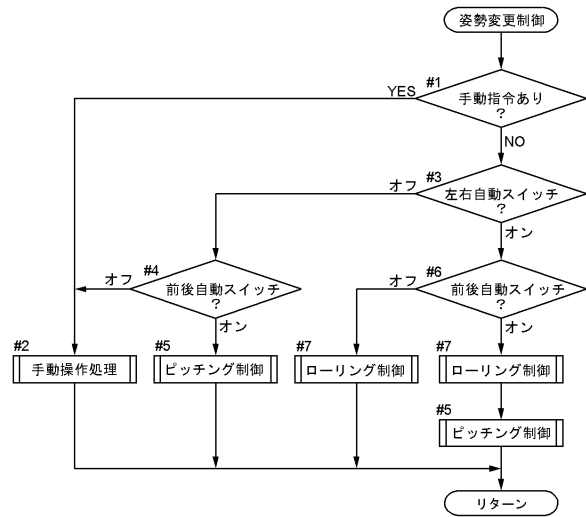 姿勢変更制御
#1
YES
手動指令あり
?
NO
#3
オフ
左右自動スイッチ
?
オン
#4
オフ
前後自動スイッチ
?
オン
#6
オフ
前後自動スイッチ
?
オン
#2
手動操作処理
#5
ピッチング制御
#7
ローリング制御
#7
ローリング制御
#5
ピッチング制御
リターン